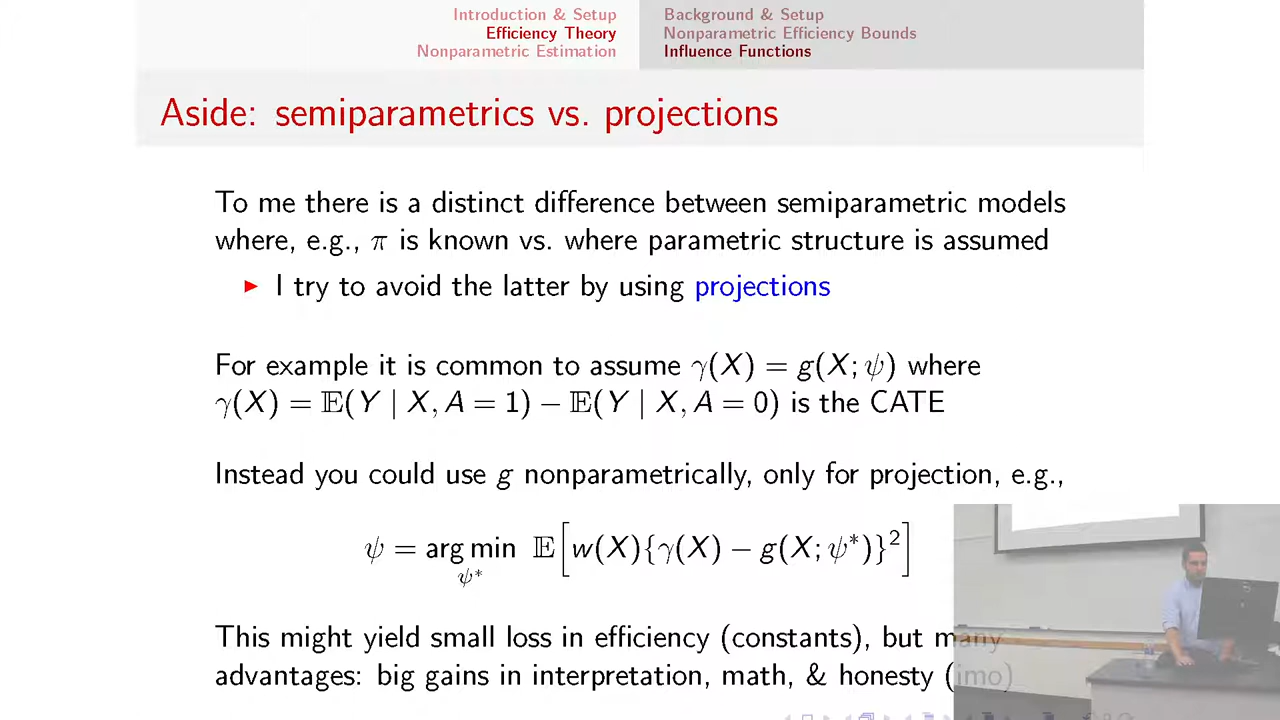 Introduction & Setup
Efficiency Theory
Nonparametric Estimation
Background & Setup
Nonparametric Efficiency Bounds
Influence Functions
Aside: semiparametrics vs. projections
To me there is a distinct difference between semiparametric models
where, e.g., π is known vs. where parametric structure is assumed
▶ I try to avoid the latter by using projections
For example it is common to assume γ(X) = g(X; ψ) where
γ(X) = 𝔼(Y | X, A = 1) − 𝔼(Y | X, A = 0) is the CATE
Instead you could use g nonparametrically, only for projection, e.g.,
ψ = arg min 𝔼[w(X){γ(X) − g(X; ψ*)}²]
ψ*
This might yield small loss in efficiency (constants), but many
advantages: big gains in interpretation, math, & honesty (imo)